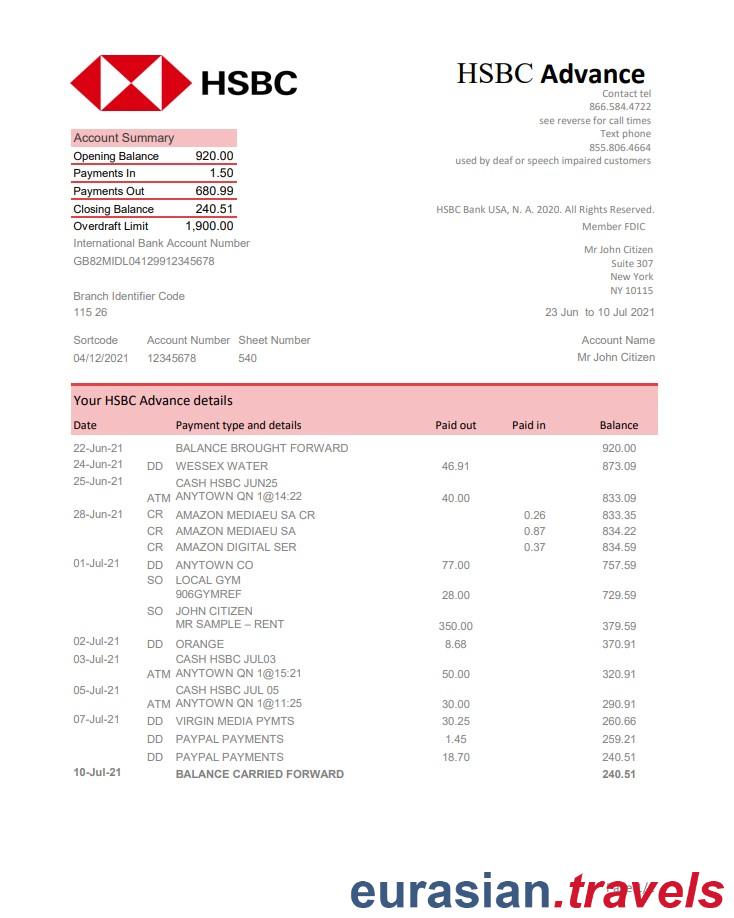 HSBC
HSBC Advance
Contact tel
866.584.4722
see reverse for call times
Text phone
855.806.4664
used by deaf or speech impaired customers
Account Summary
Opening Balance 920.00
Payments In 1.50
Payments Out 680.99
Closing Balance 240.51
Overdraft Limit 1,900.00
International Bank Account Number
GB82MIDL04129912345678
HSBC Bank USA, N. A. 2020. All Rights Reserved.
Member FDIC
Mr John Citizen
Suite 307
New York
NY 10115
Branch Identifier Code
115 26
23 Jun to 10 Jul 2021
Sortcode Account Number Sheet Number Account Name
04/12/2021 12345678 540 Mr John Citizen
Your HSBC Advance details
Date Payment type and details Paid out Paid in Balance
22-Jun-21 BALANCE BROUGHT FORWARD 920.00
24-Jun-21 DD WESSEX WATER 46.91 873.09
25-Jun-21 CASH HSBC JUN25
ATM ANYTOWN QN 1@14:22 40.00 833.09
28-Jun-21 CR AMAZON MEDIAEU SA CR 0.26 833.35
CR AMAZON MEDIAEU SA 0.87 834.22
CR AMAZON DIGITAL SER 0.37 834.59
01-Jul-21 DD ANYTOWN CO 77.00 757.59
SO LOCAL GYM
906GYMREF 28.00 729.59
SO JOHN CITIZEN
MR SAMPLE – RENT 350.00 379.59
02-Jul-21 DD ORANGE 8.68 370.91
03-Jul-21 CASH HSBC JUL03
ATM ANYTOWN QN 1@15:21 50.00 320.91
05-Jul-21 CASH HSBC JUL 05
ATM ANYTOWN QN 1@11:25 30.00 290.91
07-Jul-21 DD VIRGIN MEDIA PYMTS 30.25 260.66
DD PAYPAL PAYMENTS 1.45 259.21
DD PAYPAL PAYMENTS 18.70 240.51
10-Jul-21 BALANCE CARRIED FORWARD 240.51
eurasian.travels